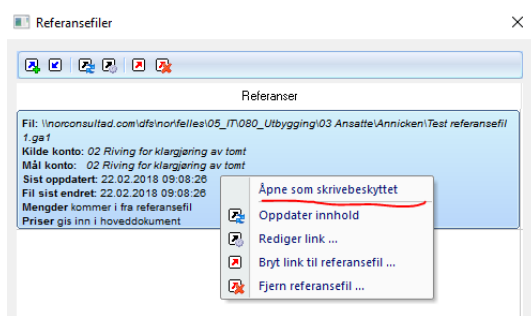 Referansefiler
Referanser
Fil: \\norconsultad.com\dfs\nor\felles\05_IT\080_Utbygging\03 Ansatte\Annicken\Test referansefil
1.ga1
Kilde konto: 02 Riving for klargjøring av tomt
Mål konto: 02 Riving for klargjøring av tomt
Sist oppdatert: 22.02.2018 09:08:26
Fil sist endret: 22.02.2018 09:08:26
Mengder kommer i fra referansefil
Priser gis inn i hoveddokument
Åpne som skrivebeskyttet
Oppdater innhold
Rediger link ...
Bryt link til referansefil ...
Fjern referansefil ...